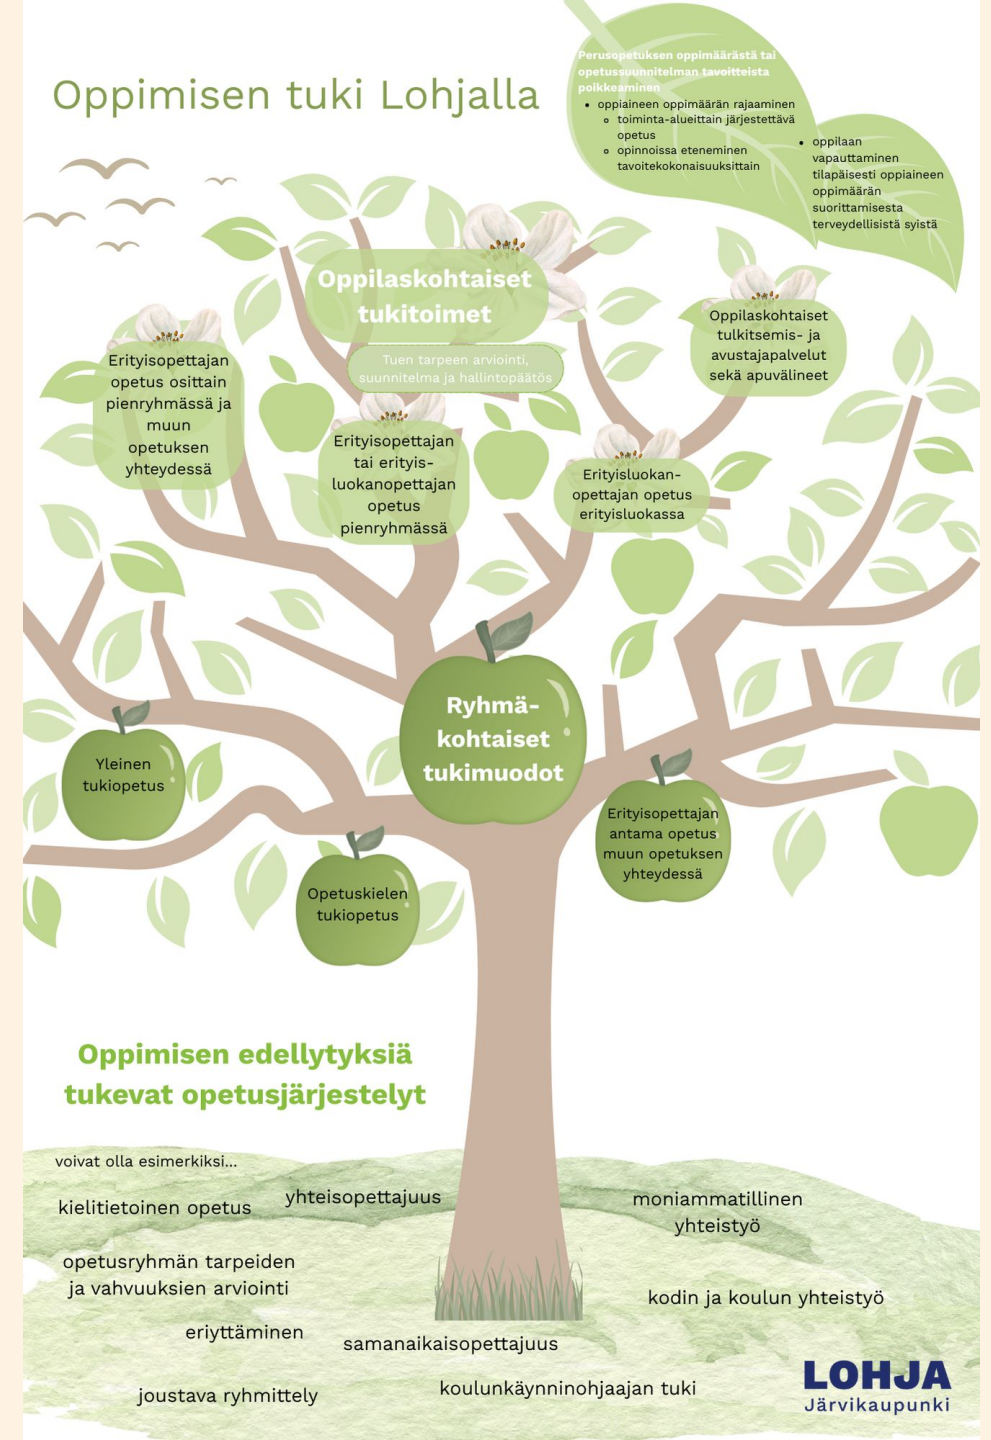 Oppimisen tuki Lohjalla
Perusopetuksen oppimäärästä tai
opetussuunnitelman tavoitteista
poikkeaminen
• oppiaineen oppimäärän rajaaminen
◦ toiminta-alueittain järjestettävä
opetus
◦ opinnoissa eteneminen
tavoitekokonaisuuksittain
• oppilaan
vapauttaminen
tilapäisesti oppiaineen
oppimäärän
suorittamisesta
terveydellisistä syistä
Oppilaskohtaiset
tukitoimet
Tuen tarpeen arviointi,
suunnitelma ja hallintopäätös
Erityisopettajan
opetus osittain
pienryhmässä ja
muun
opetuksen
yhteydessä
Erityisopettajan
tai erityis-
luokanopettajan
opetus
pienryhmässä
Erityisluokan-
opettajan opetus
erityisluokassa
Oppilaskohtaiset
tulkitsemis- ja
avustajapalvelut
sekä apuvälineet
Ryhmä-
kohtaiset
tukimuodot
Yleinen
tukiopetus
Opetuskielen
tukiopetus
Erityisopettajan
antama opetus
muun opetuksen
yhteydessä
Oppimisen edellytyksiä
tukevat opetusjärjestelyt
voivat olla esimerkiksi...
kielitietoinen opetus
yhteisopettajuus
moniammatillinen
yhteistyö
opetusryhmän tarpeiden
ja vahvuuksien arviointi
kodin ja koulun yhteistyö
eriyttäminen
samanaikaisopettajuus
joustava ryhmittely
koulunkäynninohjaajan tuki
LOHJA
Järvikaupunki